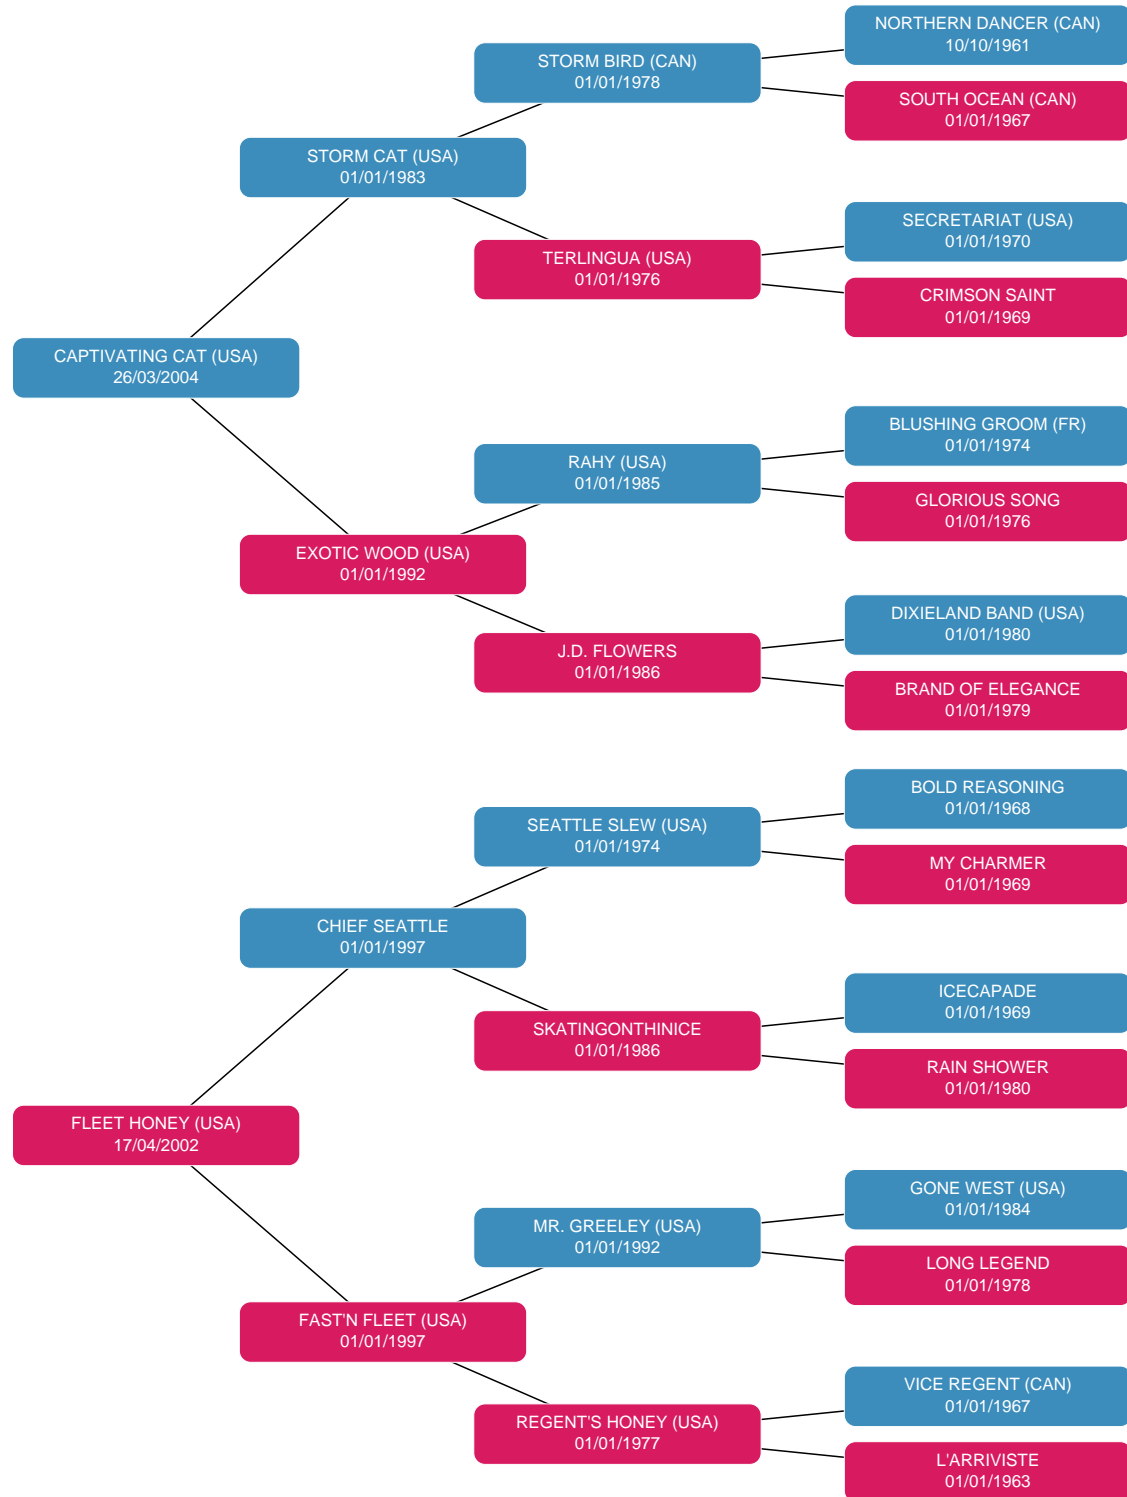 NORTHERN DANCER (CAN)
10/10/1961
STORM BIRD (CAN)
01/01/1978
SOUTH OCEAN (CAN)
01/01/1967
STORM CAT (USA)
01/01/1983
SECRETARIAT (USA)
01/01/1970
TERLINGUA (USA)
01/01/1976
CRIMSON SAINT
01/01/1969
CAPTIVATING CAT (USA)
26/03/2004
BLUSHING GROOM (FR)
01/01/1974
RAHY (USA)
01/01/1985
GLORIOUS SONG
01/01/1976
EXOTIC WOOD (USA)
01/01/1992
DIXIELAND BAND (USA)
01/01/1980
J.D. FLOWERS
01/01/1986
BRAND OF ELEGANCE
01/01/1979
BOLD REASONING
01/01/1968
SEATTLE SLEW (USA)
01/01/1974
MY CHARMER
01/01/1969
CHIEF SEATTLE
01/01/1997
ICECAPADE
01/01/1969
SKATINGONTHINICE
01/01/1986
RAIN SHOWER
01/01/1980
FLEET HONEY (USA)
17/04/2002
GONE WEST (USA)
01/01/1984
MR. GREELEY (USA)
01/01/1992
LONG LEGEND
01/01/1978
FAST'N FLEET (USA)
01/01/1997
VICE REGENT (CAN)
01/01/1967
REGENT'S HONEY (USA)
01/01/1977
L'ARRIVISTE
01/01/1963